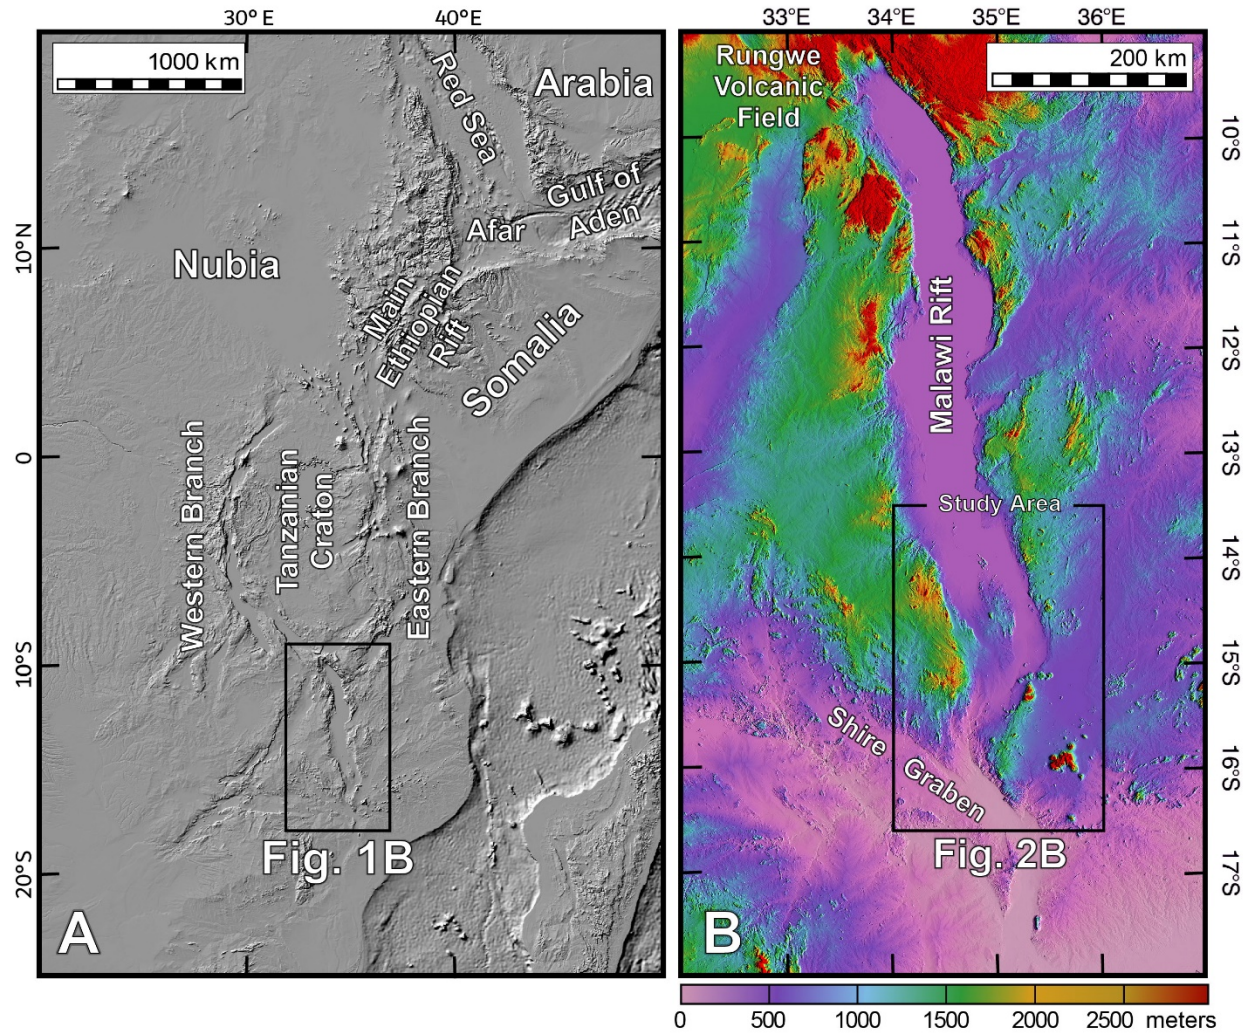 30° E
40° E
1000 km
Red Sea
Arabia
Gulf of
Aden
Afar
10°N
Nubia
Main
Ethiopian
Rift
Somalia
0
Western Branch
Tanzanian
Craton
Eastern Branch
10°S
Fig. 1B
20°S
A
33°E
34°E
35°E
36°E
Rungwe
Volcanic
Field
200 km
10°S
11°S
Malawi Rift
12°S
13°S
Study Area
14°S
15°S
Shire
Graben
16°S
Fig. 2B
17°S
B
0 500 1000 1500 2000 2500 meters